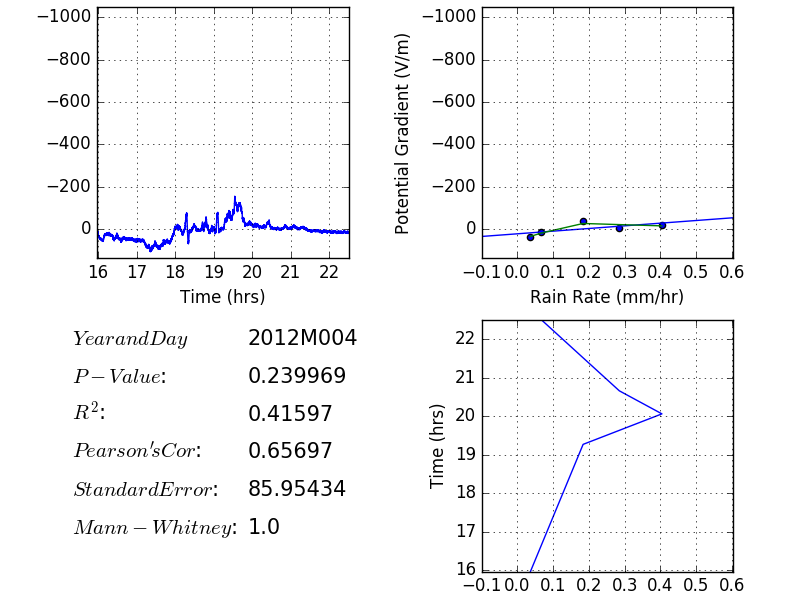 −1000
−800
−600
−400
−200
0
16 17 18 19 20 21 22
Time (hrs)
Potential Gradient (V/m)
−1000
−800
−600
−400
−200
0
−0.1 0.0 0.1 0.2 0.3 0.4 0.5 0.6
Rain Rate (mm/hr)
YearandDay 2012M004
P−Value: 0.239969
R²: 0.41597
Pearson'sCor: 0.65697
StandardError: 85.95434
Mann−Whitney: 1.0
Time (hrs)
22
21
20
19
18
17
16
−0.1 0.0 0.1 0.2 0.3 0.4 0.5 0.6